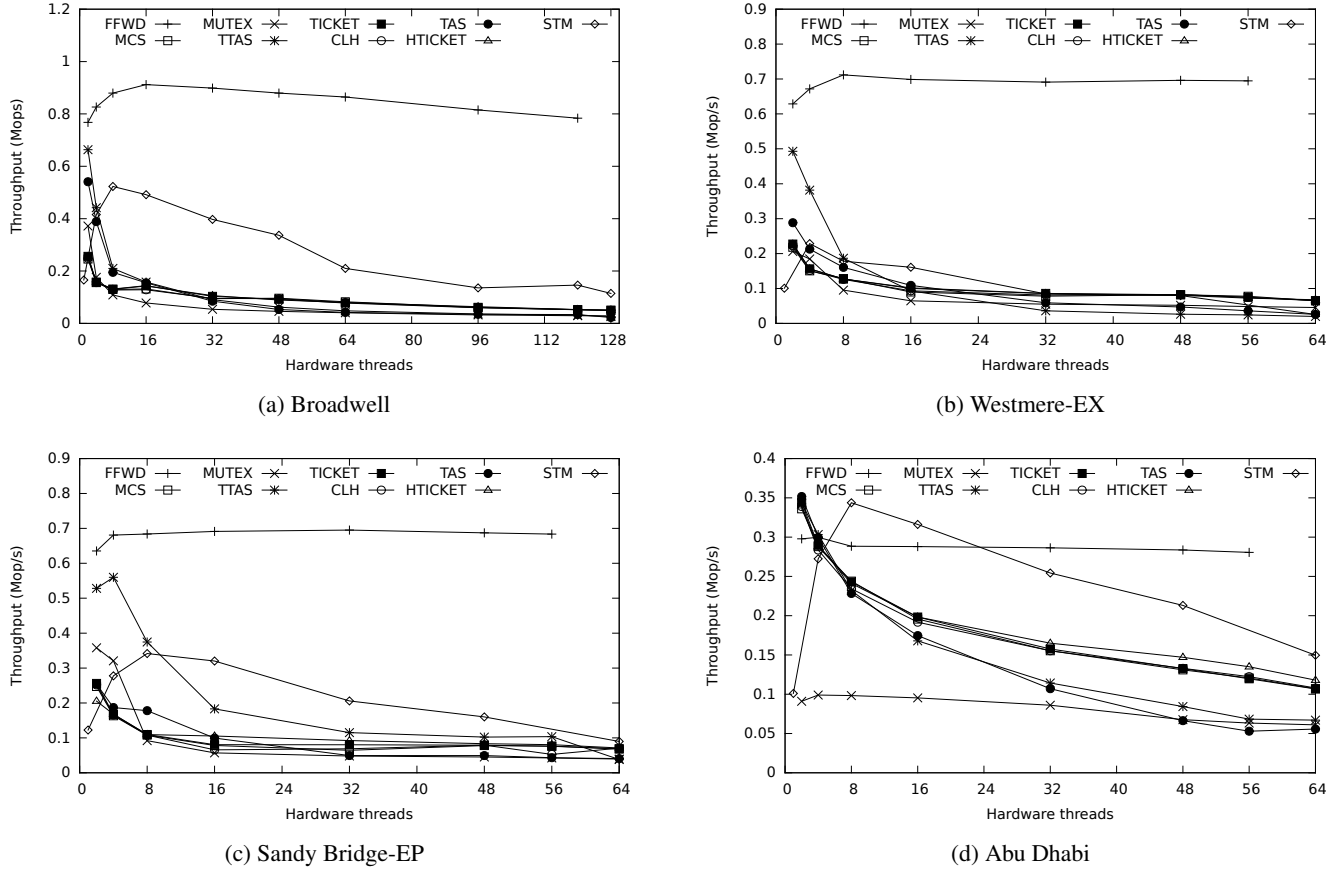 FFWD MUTEX TICKET TAS STM
MCS TTAS CLH HTICKET
Throughput (Mops)
1.2
1
0.8
0.6
0.4
0.2
0
0 16 32 48 64 80 96 112 128
Hardware threads
(a) Broadwell
FFWD MUTEX TICKET TAS STM
MCS TTAS CLH HTICKET
Throughput (Mop/s)
0.9
0.8
0.7
0.6
0.5
0.4
0.3
0.2
0.1
0
0 8 16 24 32 40 48 56 64
Hardware threads
(b) Westmere-EX
FFWD MUTEX TICKET TAS STM
MCS TTAS CLH HTICKET
Throughput (Mop/s)
0.9
0.8
0.7
0.6
0.5
0.4
0.3
0.2
0.1
0
0 8 16 24 32 40 48 56 64
Hardware threads
(c) Sandy Bridge-EP
FFWD MUTEX TICKET TAS STM
MCS TTAS CLH HTICKET
Throughput (Mop/s)
0.4
0.35
0.3
0.25
0.2
0.15
0.1
0.05
0
0 8 16 24 32 40 48 56 64
Hardware threads
(d) Abu Dhabi